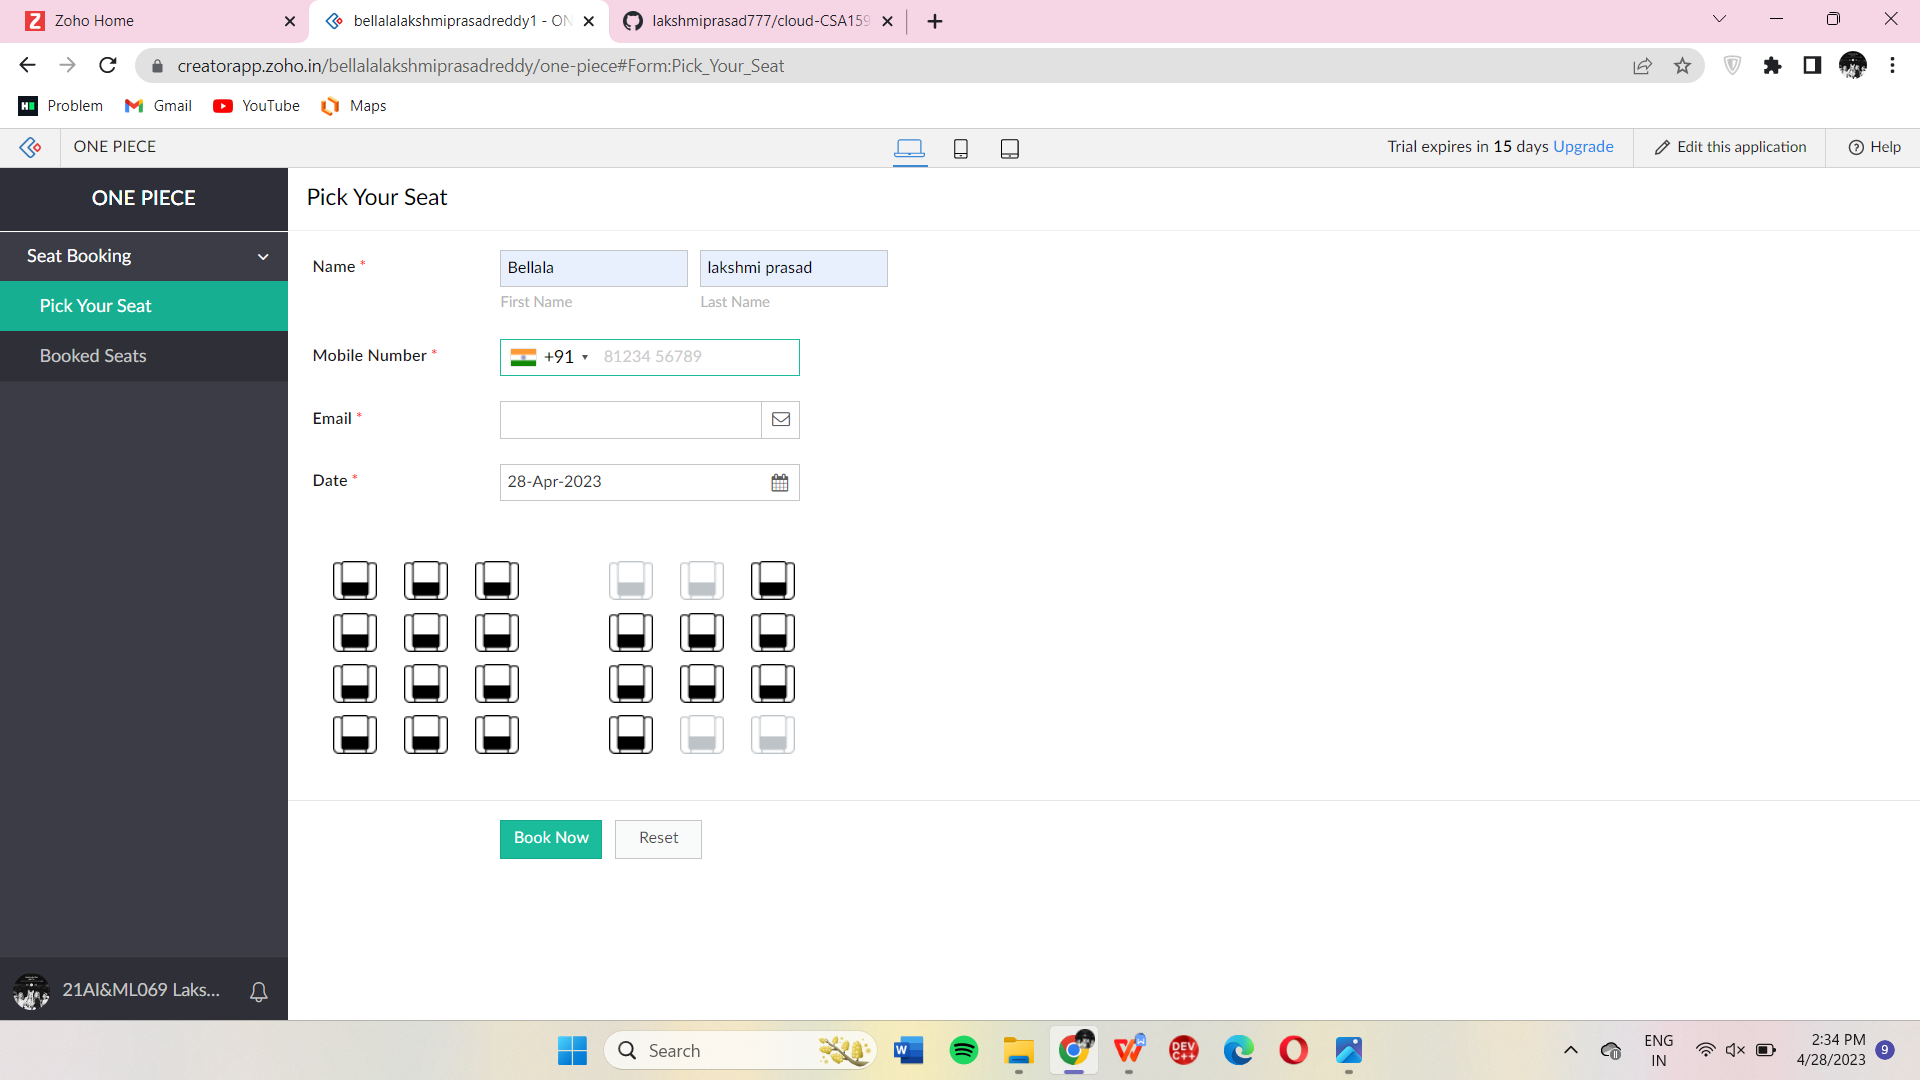 Zoho Home
bellalalakshmiprasadreddy1 - ON
lakshmiprasad777/cloud-CSA159
creatorapp.zoho.in/bellalalakshmiprasadreddy/one-piece#Form:Pick_Your_Seat
Problem Gmail YouTube Maps
ONE PIECE
Trial expires in 15 days Upgrade
Edit this application
Help
ONE PIECE
Seat Booking
Pick Your Seat
Booked Seats
Pick Your Seat
Name *
Bellala
lakshmi prasad
First Name
Last Name
Mobile Number *
+91 81234 56789
Email *
Date *
28-Apr-2023
Book Now
Reset
21AI&ML069 Laks...
Search
DEV C++
ENG
IN
2:34 PM
4/28/2023
9